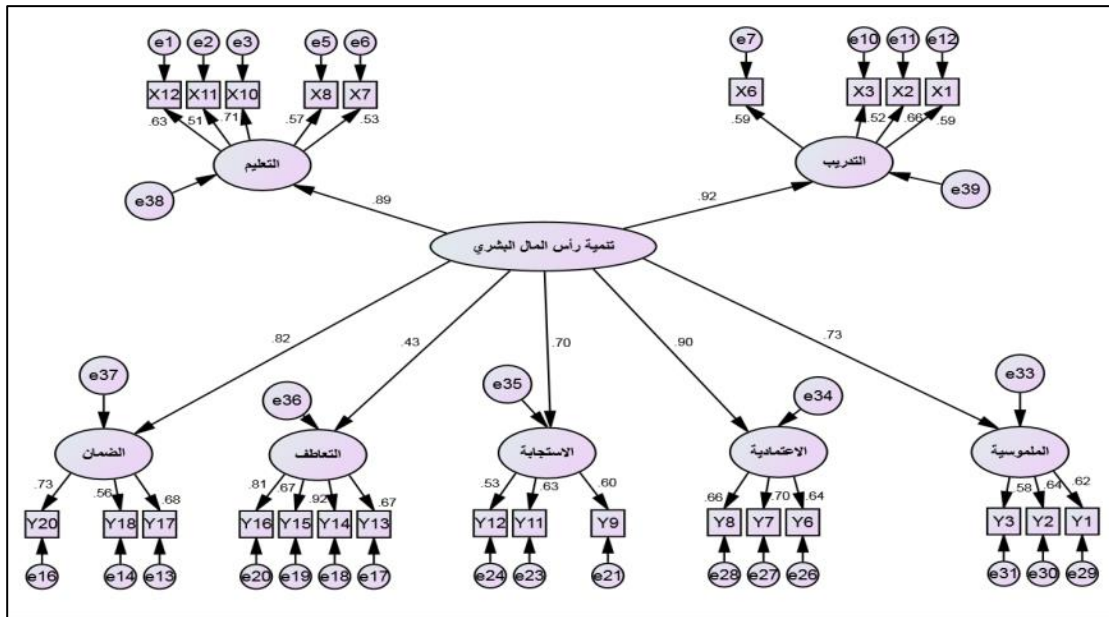 e1 e2 e3 e5 e6
e7 e10 e11 e12
X12 X11 X10 X8 X7
X6 X3 X2 X1
.63 .51 .71 .57 .53
.59 .52 .66 .59
التعليم
التدريب
e38
e39
.89
.92
تنمية رأس المال البشري
.82 .43 .70 .90 .73
e37 e36 e35 e34 e33
الضمان
التعاطف
الاستجابة
الاعتمادية
الملموسية
.73 .56 .68
.81 .67 .92 .67
.53 .63 .60
.66 .70 .64
.58 .64 .62
Y20 Y18 Y17
Y16 Y15 Y14 Y13
Y12 Y11 Y9
Y8 Y7 Y6
Y3 Y2 Y1
e16 e14 e13
e20 e19 e18 e17
e24 e23 e21
e28 e27 e26
e31 e30 e29